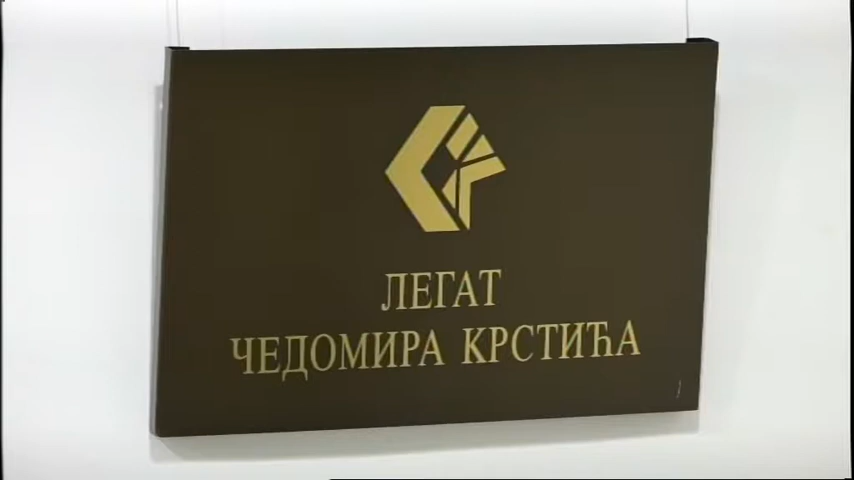 ЛЕГАТ
ЧЕДОМИРА КРСТИЋА